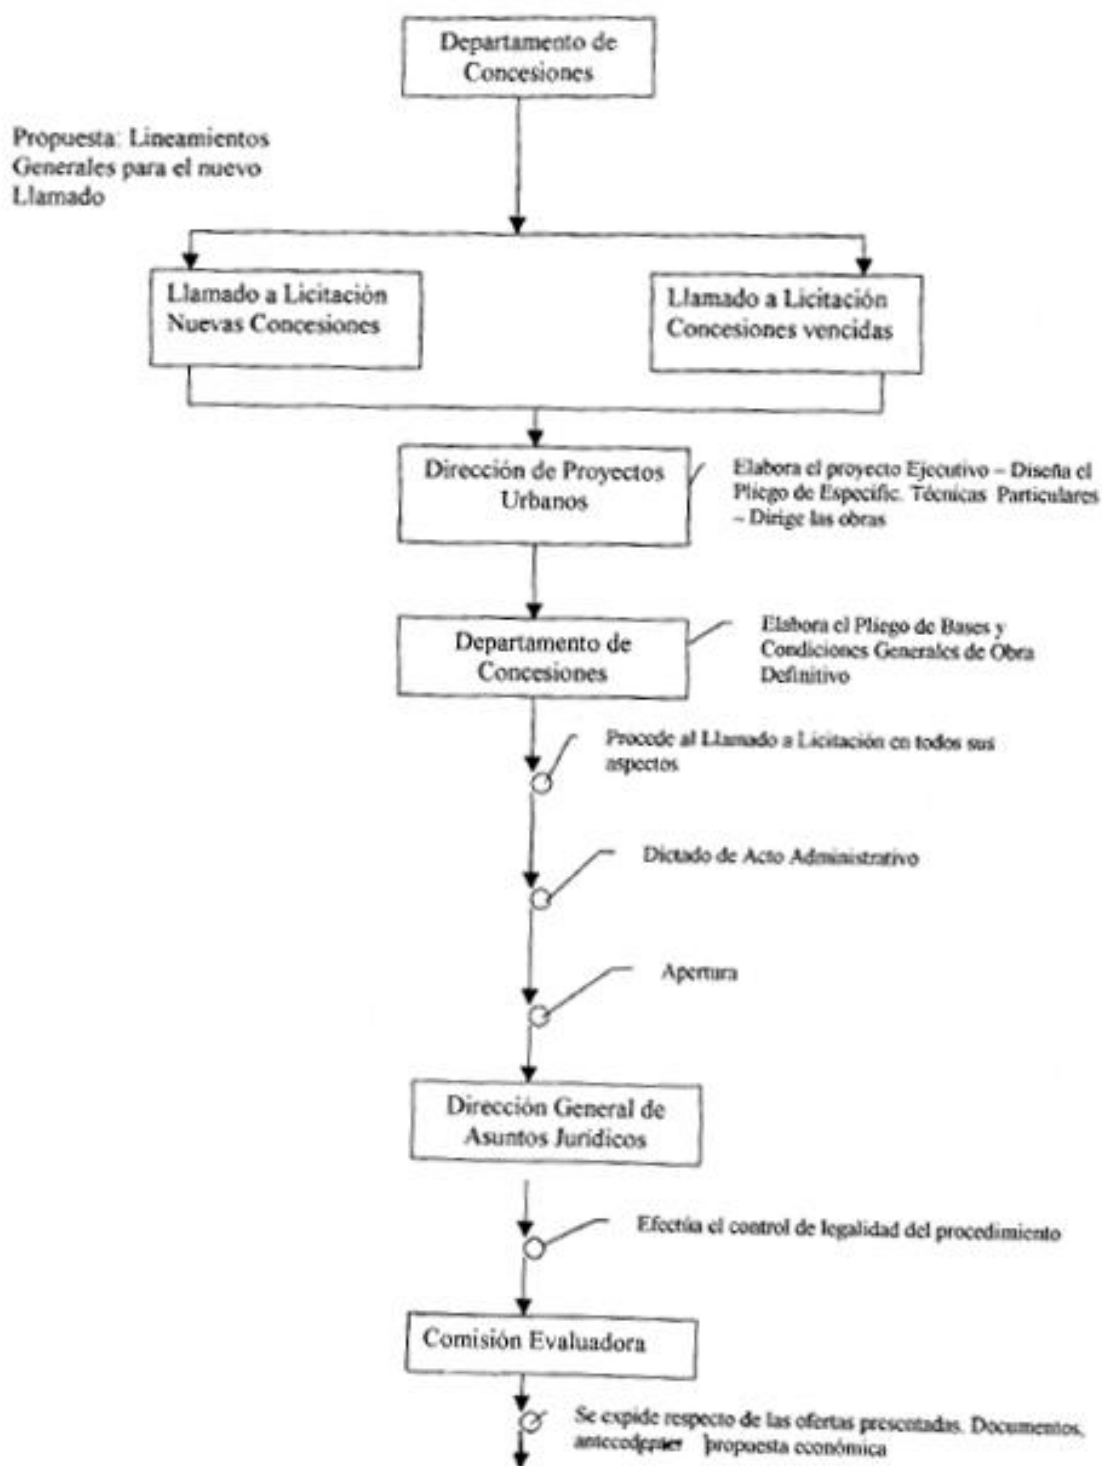 Departamento de
Concesiones
Propuesta: Lineamientos
Generales para el nuevo
Llamado
Llamado a Licitación
Nuevas Concesiones
Llamado a Licitación
Concesiones vencidas
Dirección de Proyectos
Urbanos
Elabora el proyecto Ejecutivo – Diseña el
Pliego de Especific. Técnicas Particulares
– Dirige las obras
Departamento de
Concesiones
Elabora el Pliego de Bases y
Condiciones Generales de Obra
Definitivo
Procede al Llamado a Licitación en todos sus
aspectos
Dictado de Acto Administrativo
Apertura
Dirección General de
Asuntos Jurídicos
Efectúa el control de legalidad del procedimiento
Comisión Evaluadora
Se expide respecto de las ofertas presentadas. Documentos,
propuesta económica